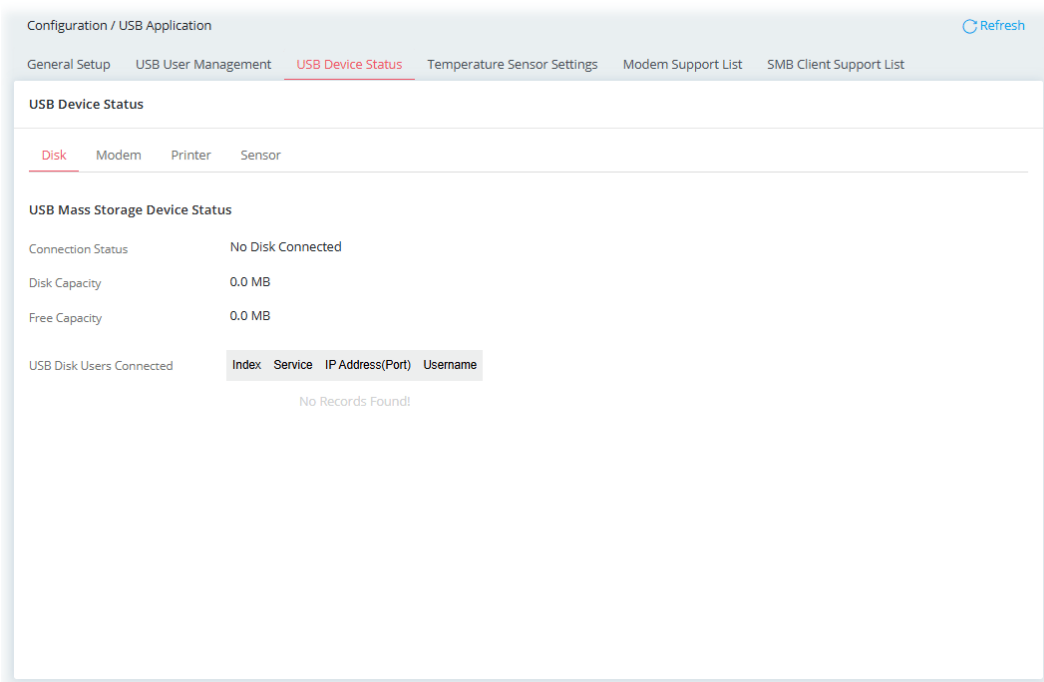 Configuration / USB Application
Refresh
General Setup USB User Management USB Device Status Temperature Sensor Settings Modem Support List SMB Client Support List
USB Device Status
Disk Modem Printer Sensor
USB Mass Storage Device Status
Connection Status No Disk Connected
Disk Capacity 0.0 MB
Free Capacity 0.0 MB
USB Disk Users Connected Index Service IP Address(Port) Username
No Records Found!